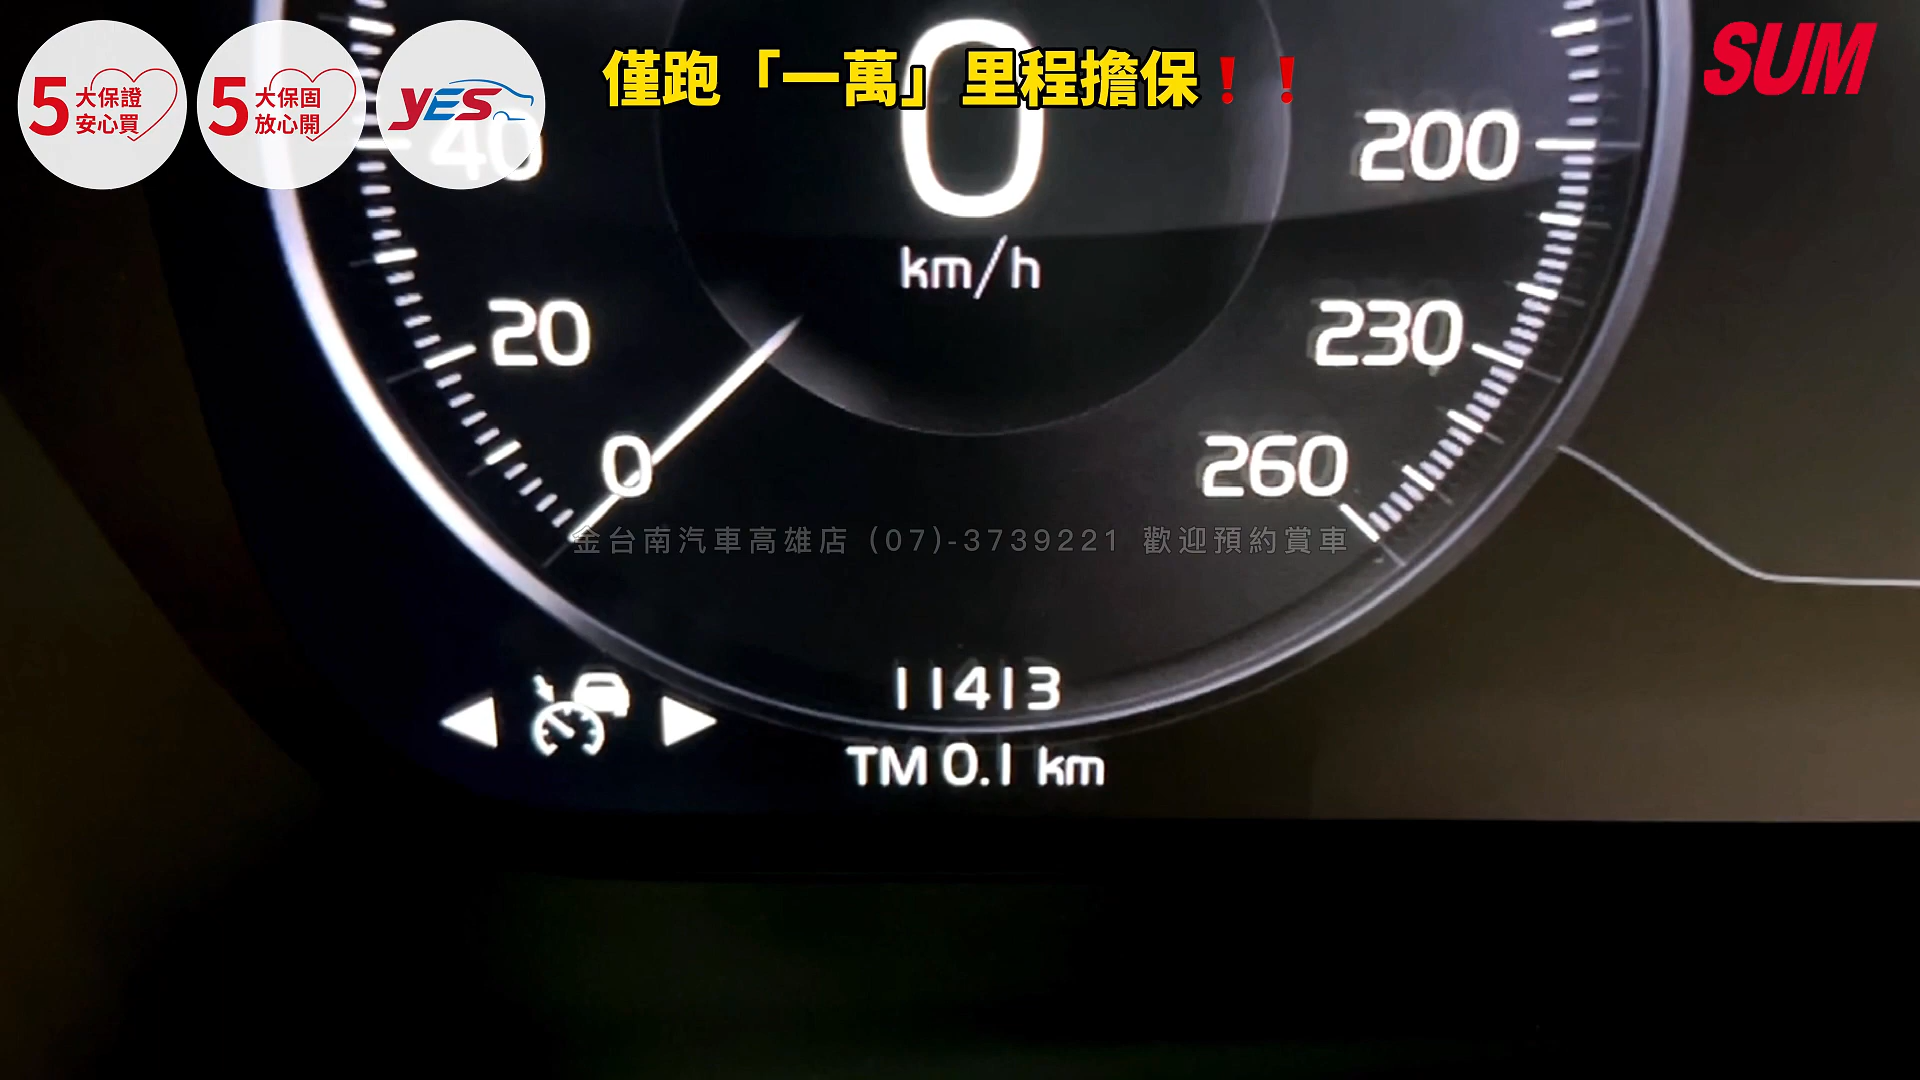 5大保證
安心買
5大保固
放心開
YES
僅跑「一萬」里程擔保❗❗
SUM
0
km/h
40
20
0
200
230
260
金台南汽車高雄店 (07)-3739221 歡迎預約賞車
11413
TM 0.1 km